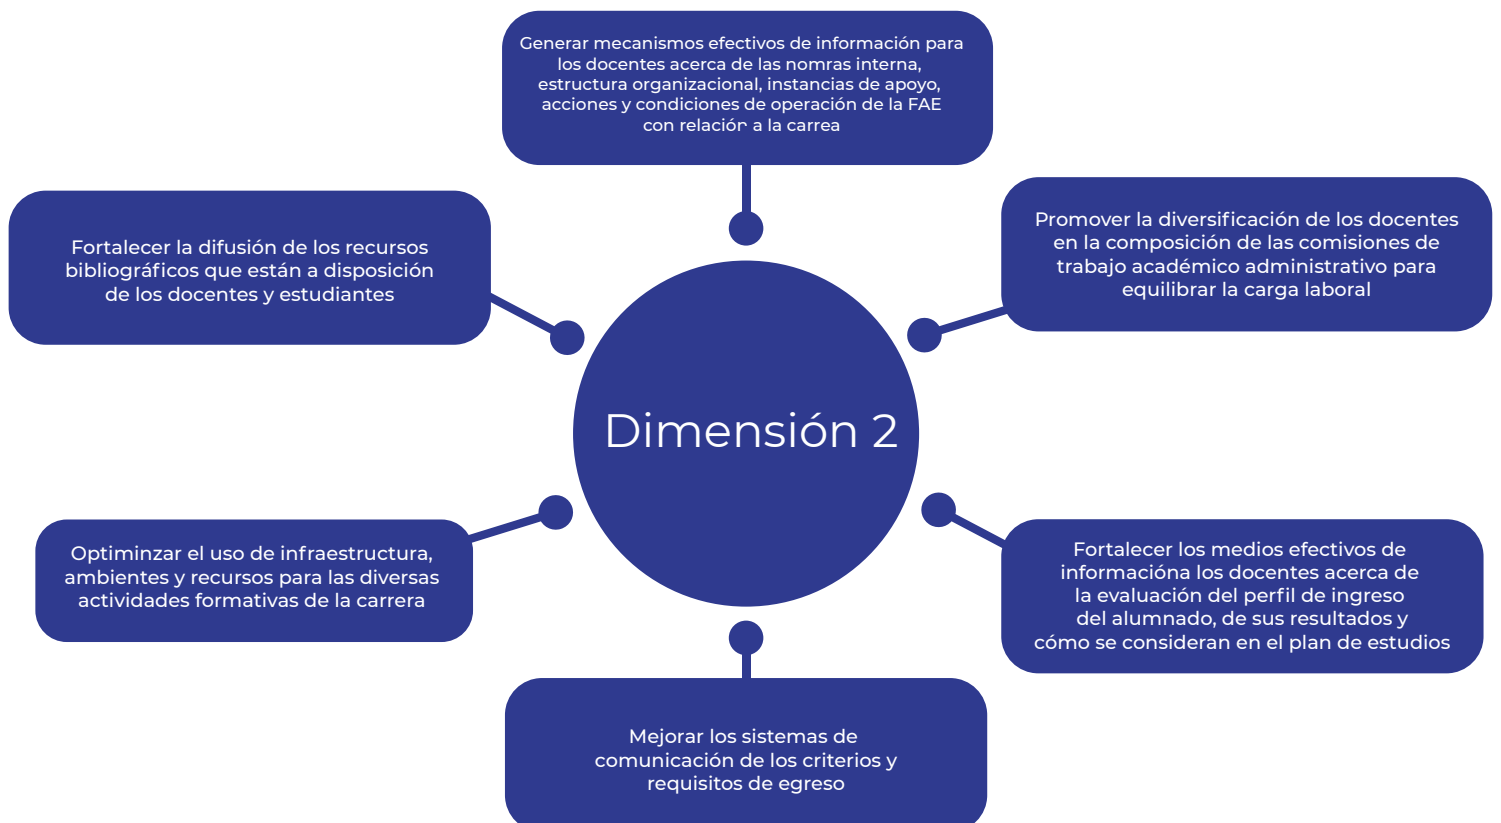 Generar mecanismos efectivos de información para
los docentes acerca de las nomras interna,
estructura organizacional, instancias de apoyo,
acciones y condiciones de operación de la FAE
con relación a la carrea
Promover la diversificación de los docentes
en la composición de las comisiones de
trabajo académico administrativo para
equilibrar la carga laboral
Fortalecer la difusión de los recursos
bibliográficos que están a disposición
de los docentes y estudiantes
Dimensión 2
Optiminzar el uso de infraestructura,
ambientes y recursos para las diversas
actividades formativas de la carrera
Fortalecer los medios efectivos de
informacióna los docentes acerca de
la evaluación del perfil de ingreso
del alumnado, de sus resultados y
cómo se consideran en el plan de estudios
Mejorar los sistemas de
comunicación de los criterios y
requisitos de egreso